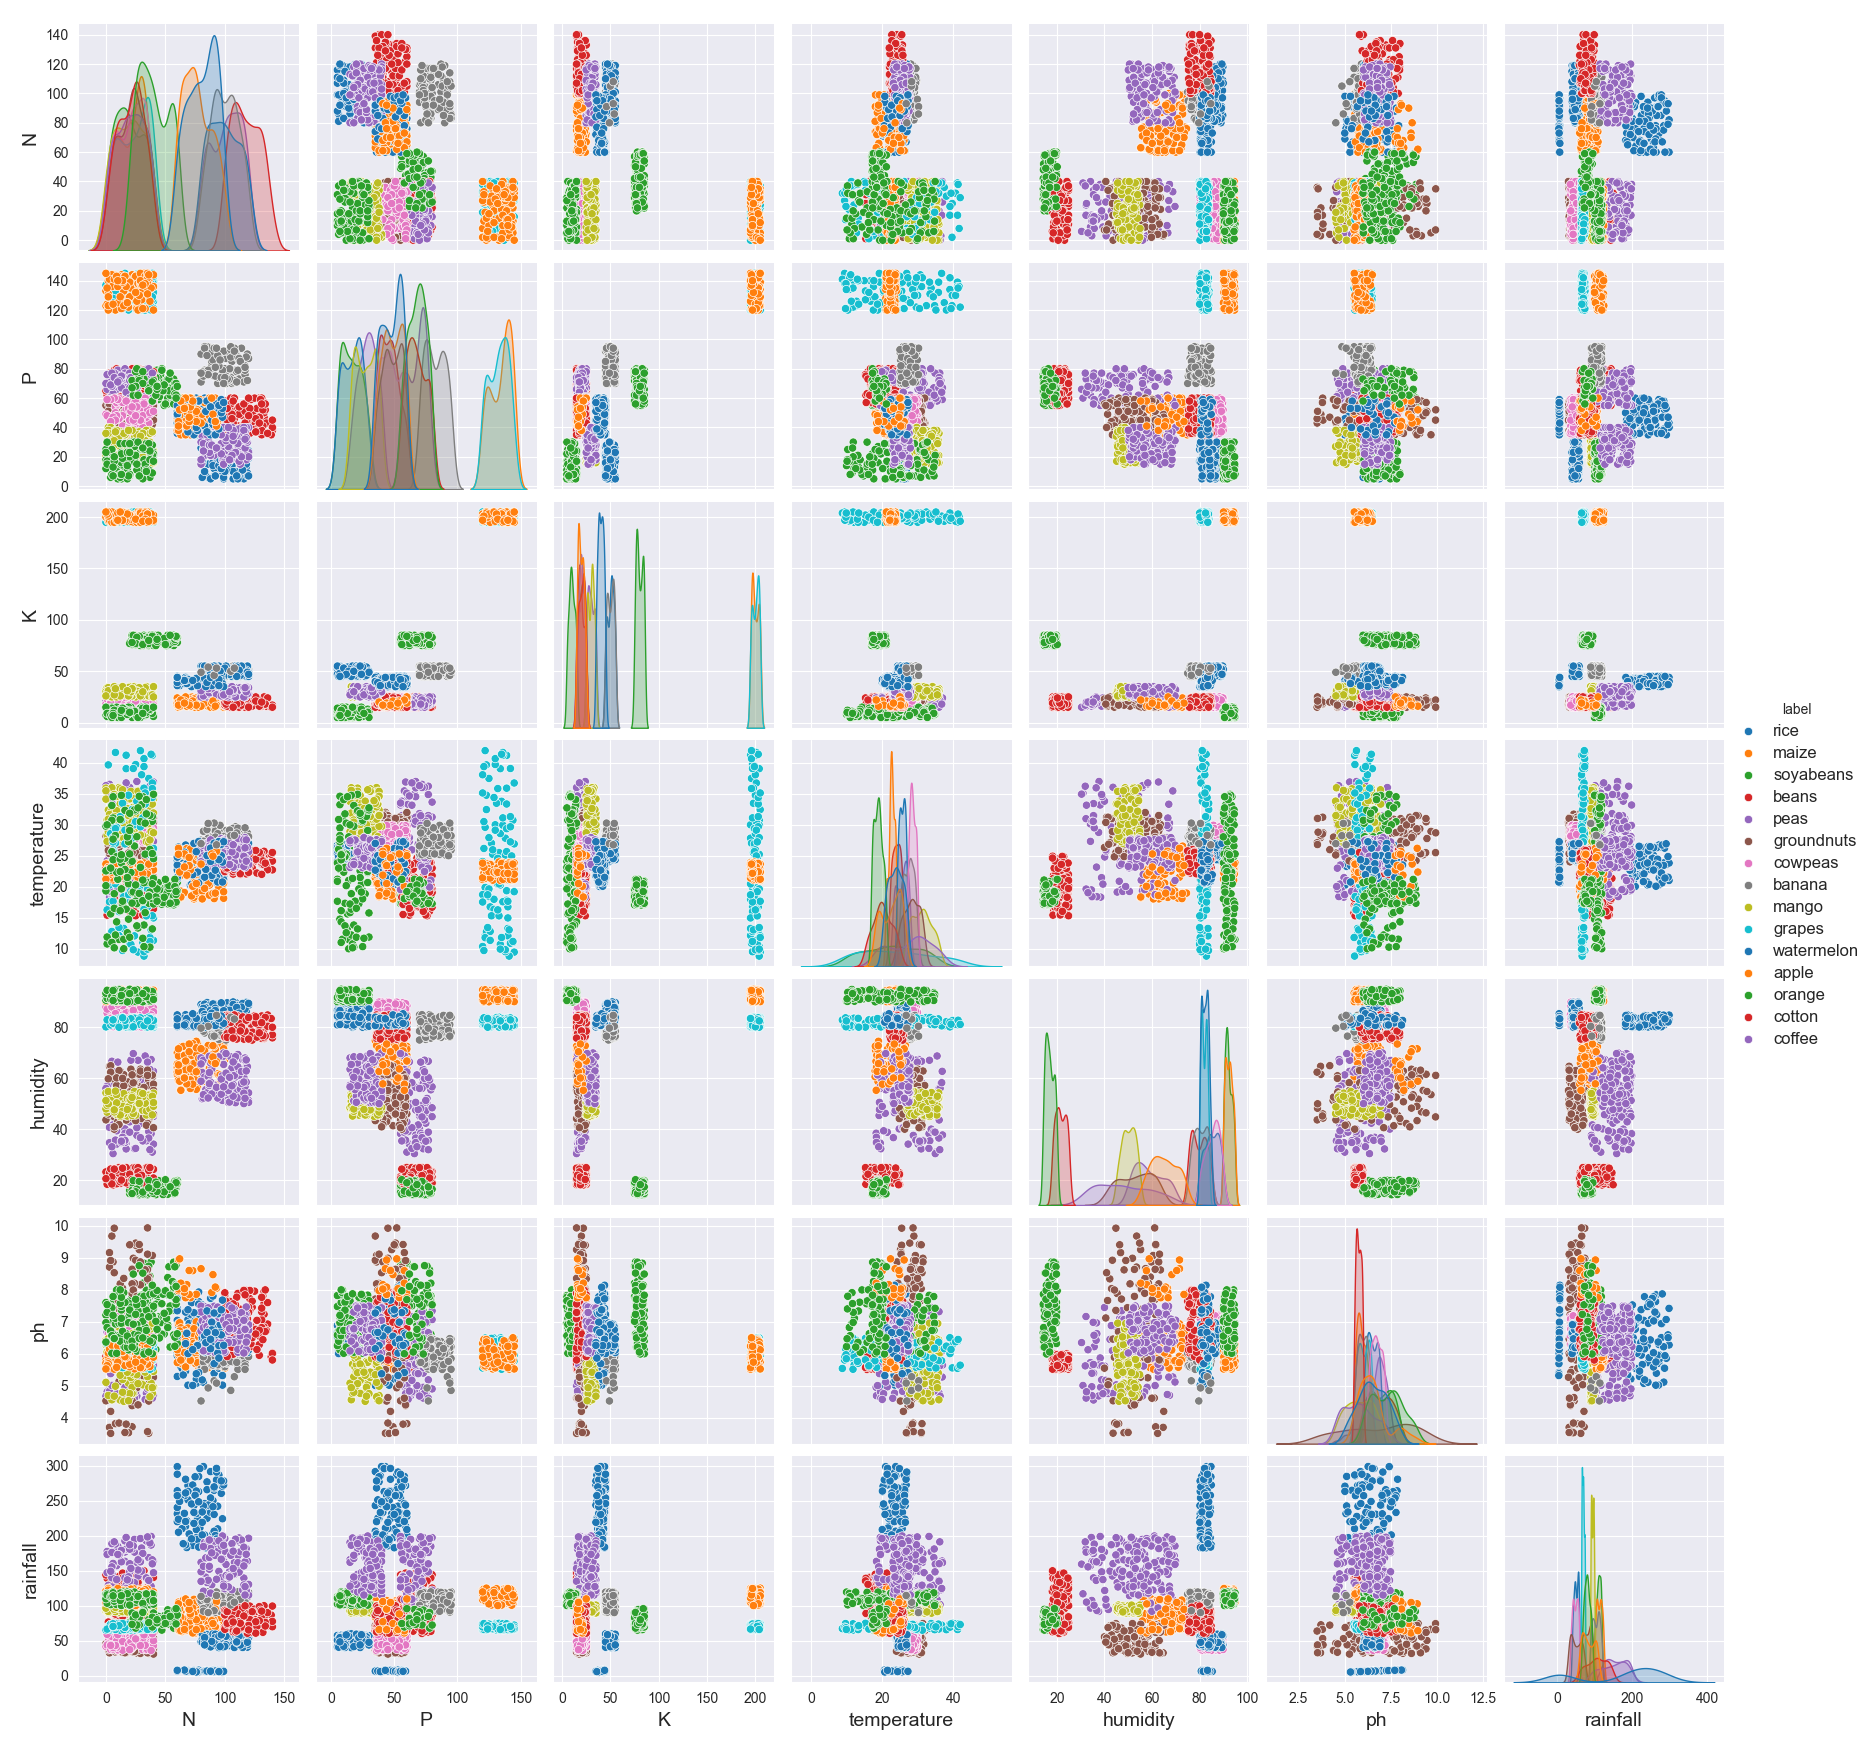 140
120
100
80
60
40
20
0
N
140
120
100
80
60
40
20
0
P
200
150
100
50
0
K
40
35
30
25
20
15
10
temperature
80
60
40
20
humidity
10
9
8
7
6
5
4
ph
300
250
200
150
100
50
0
rainfall
0 50 100 150
N
0 50 100 150
P
0 50 100 150 200
K
0 20 40
temperature
20 40 60 80 100
humidity
2.5 5.0 7.5 10.0 12.5
ph
0 200 400
rainfall
label
rice
maize
soyabeans
beans
peas
groundnuts
cowpeas
banana
mango
grapes
watermelon
apple
orange
cotton
coffee